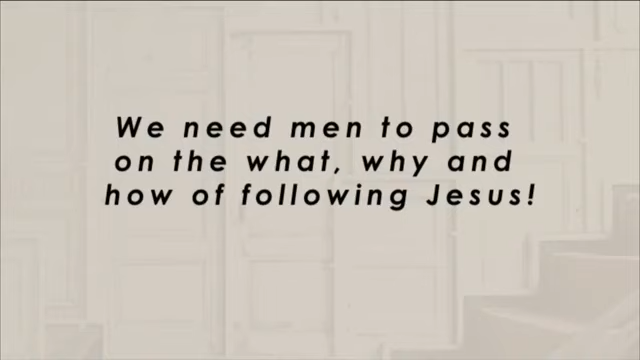 We need men to pass
on the what, why and
how of following Jesus!